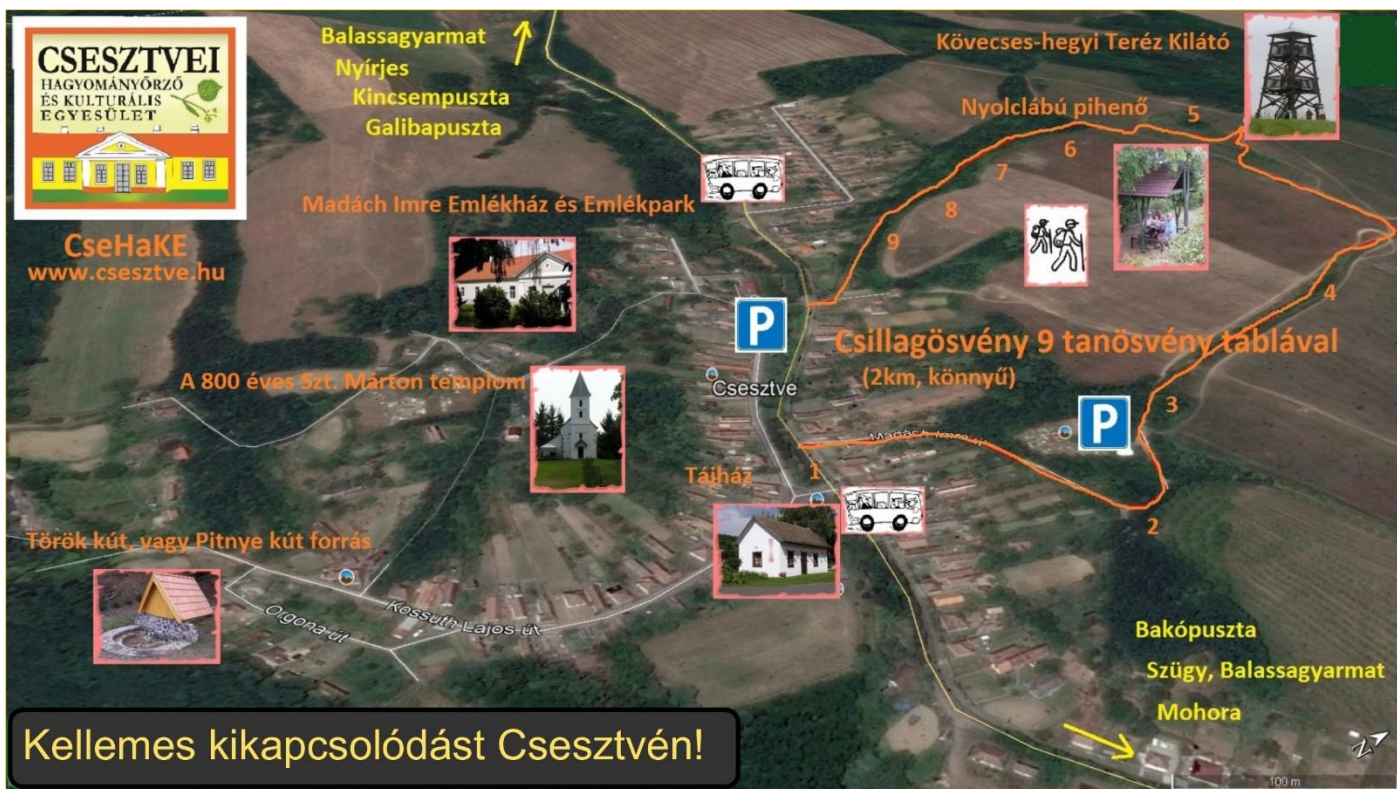 CSESZTVEI
HAGYOMÁNYŐRZŐ
ÉS KULTURÁLIS
EGYESÜLET
CseHaKE
www.csesztve.hu
Balassagyarmat
Nyírjes
Kincsempuszta
Galibapuszta
Kövecses-hegyi Teréz Kilátó
Nyolclábú pihenő
5
6
7
8
9
Madách Imre Emlékház és Emlékpark
P
4
Csillagösvény 9 tanösvény táblával
(2km, könnyű)
A 800 éves Szt. Márton templom
Csesztve
3
P
Madách Imre út
1
Tájház
2
Török kút, vagy Pitnye kút forrás
Orgona út
Kossuth Lajos út
Bakópuszta
Szügy, Balassagyarmat
Mohora
Kellemes kikapcsolódást Csesztvén!
N
100 m